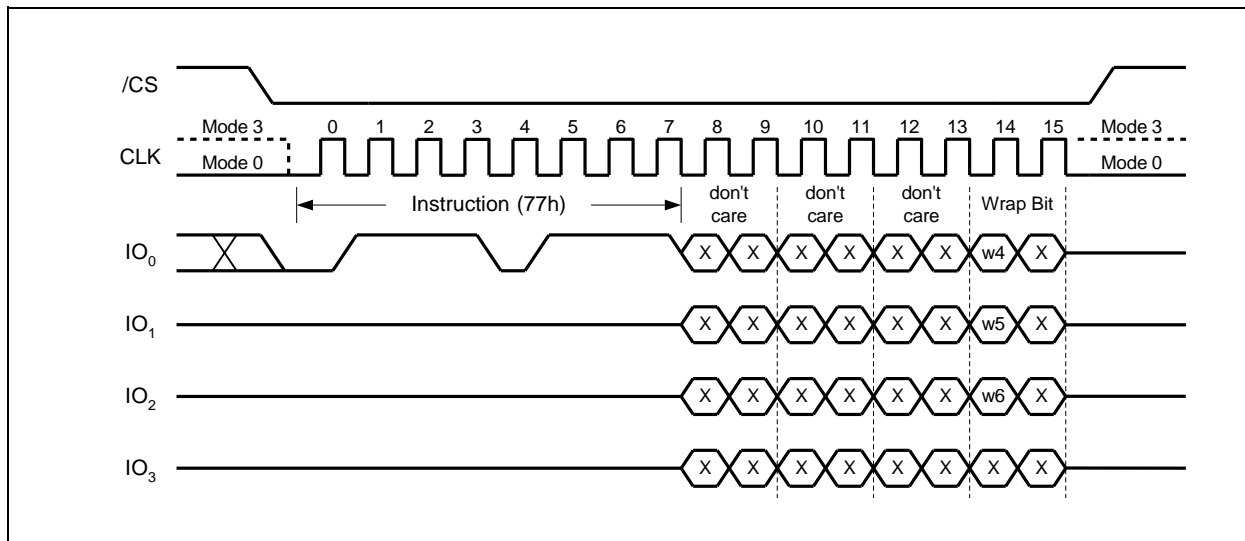 /CS
Mode 3 0 1 2 3 4 5 6 7 8 9 10 11 12 13 14 15 Mode 3
CLK Mode 0 Mode 0
Instruction (77h) don't care don't care don't care Wrap Bit
IO0 X X X X X X w4 X
IO1 X X X X X X w5 X
IO2 X X X X X X w6 X
IO3 X X X X X X X X